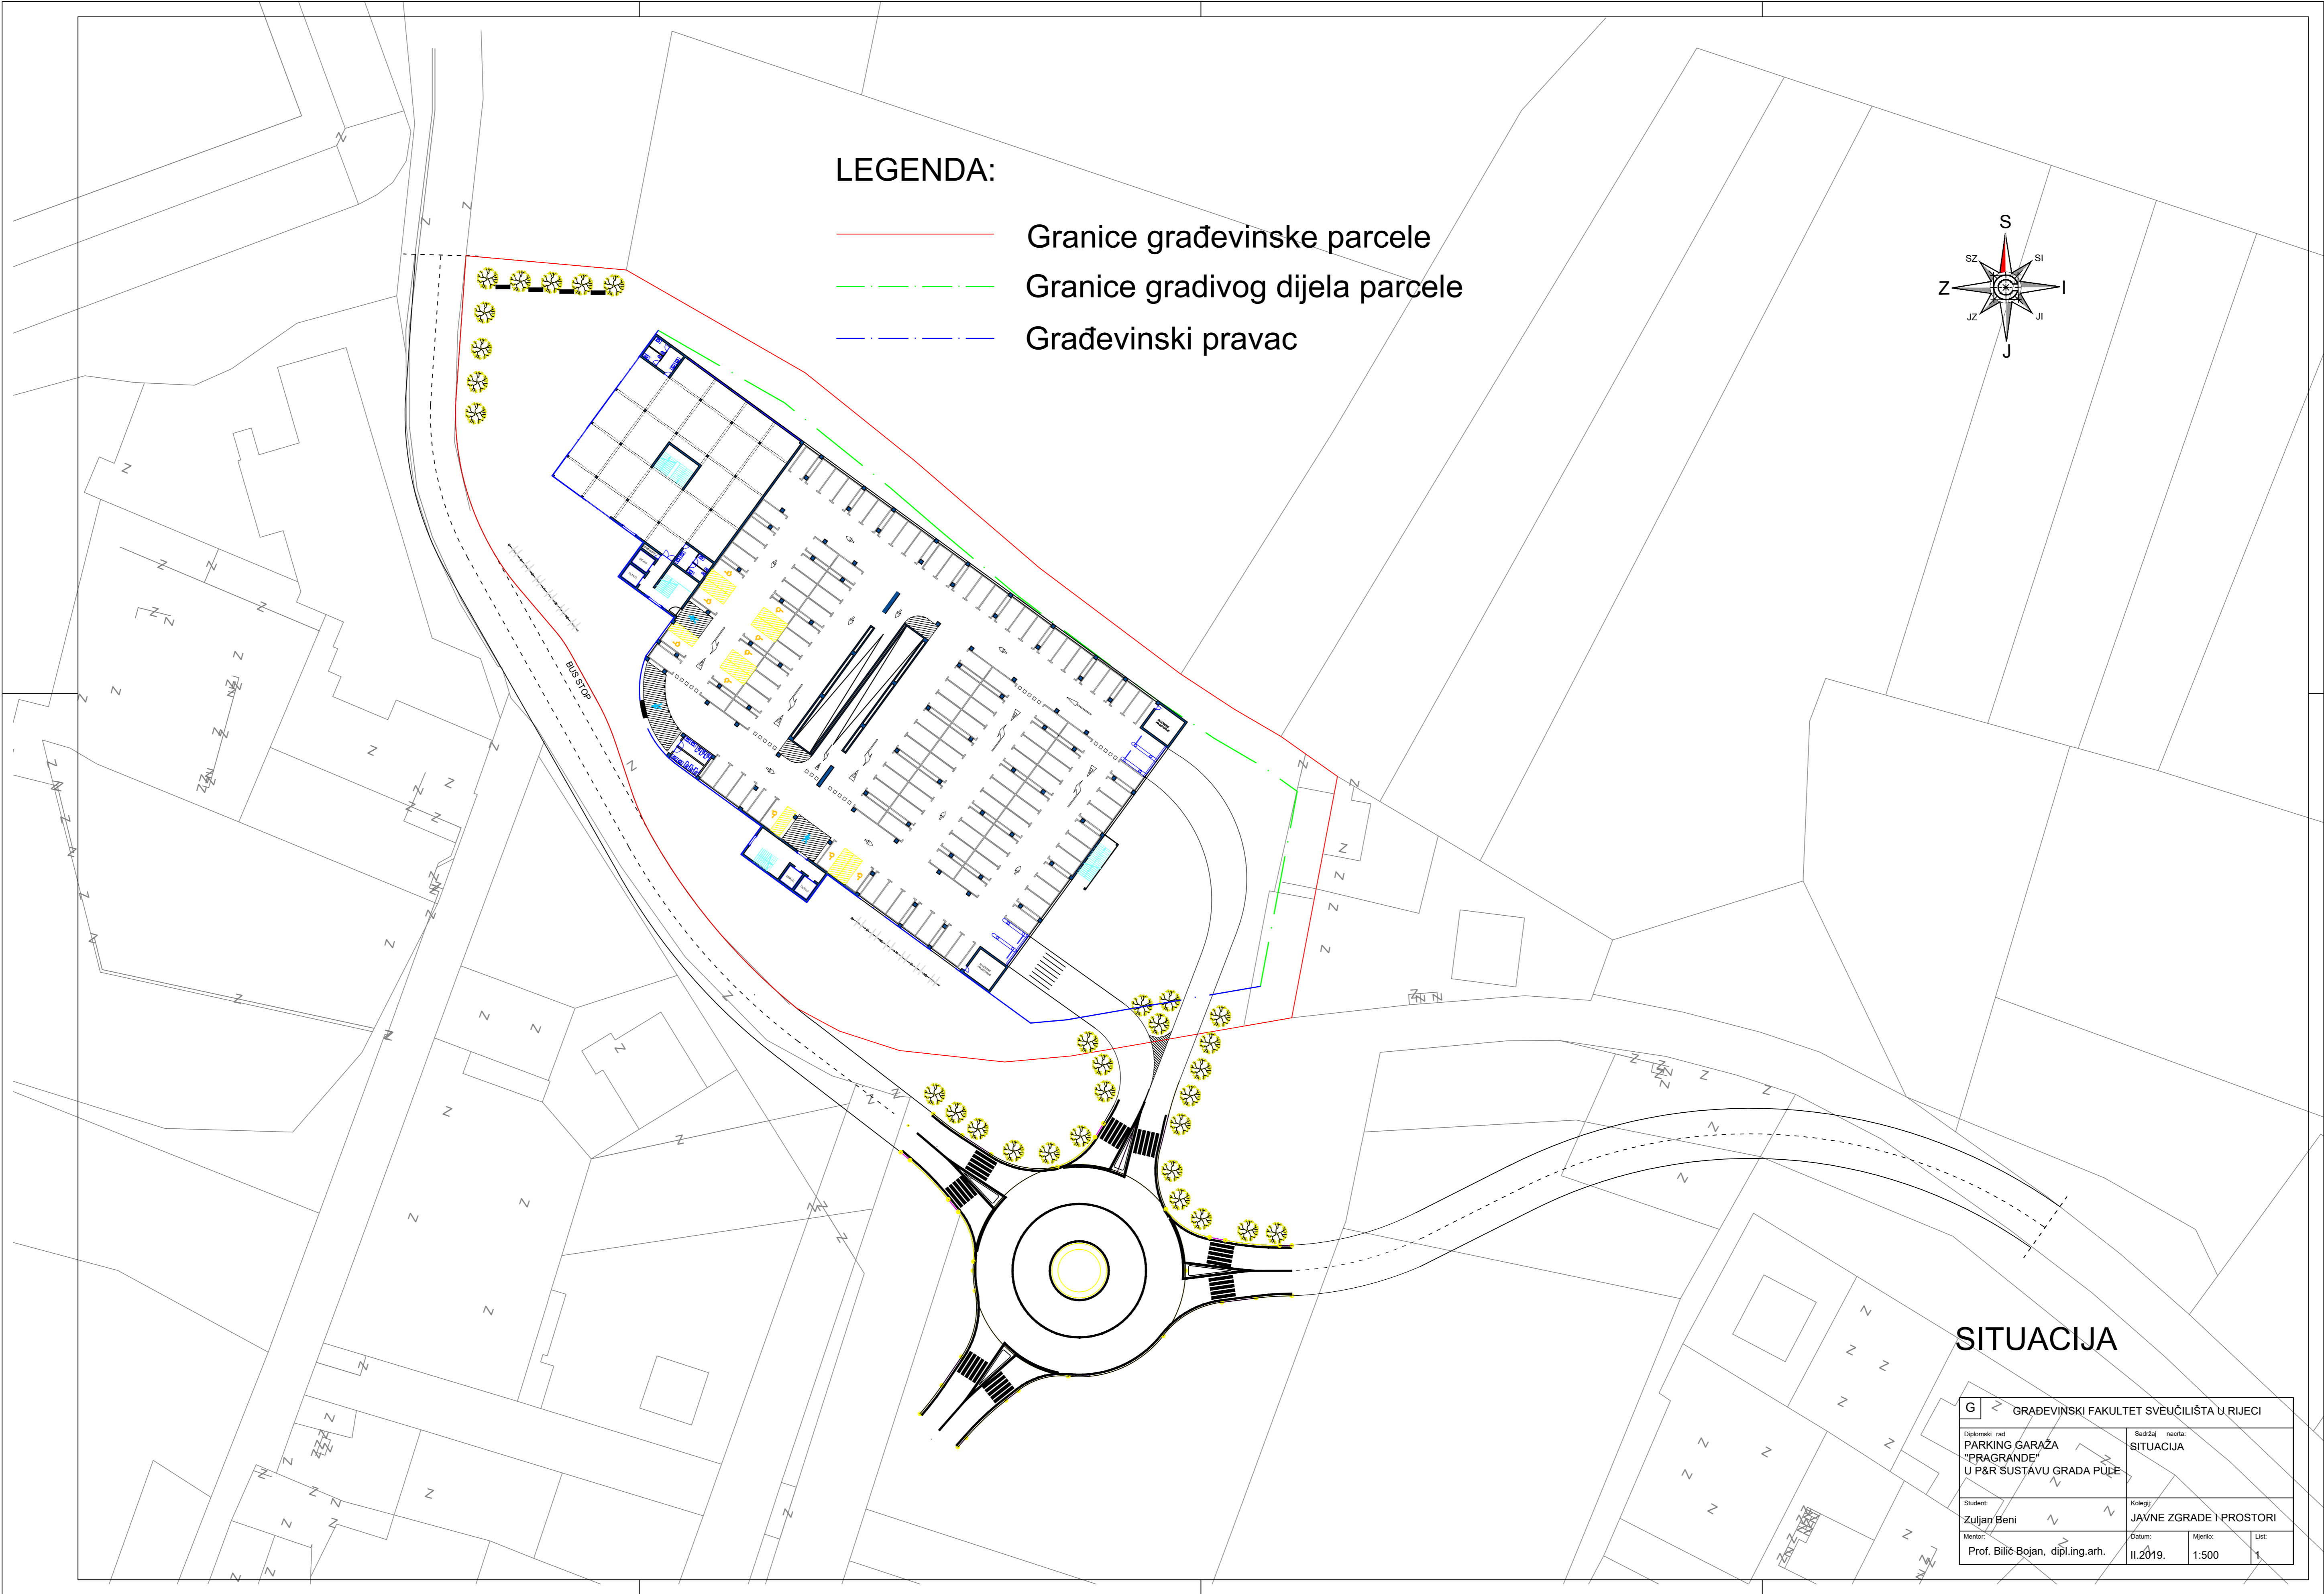 LEGENDA:
Granice građevinske parcele
Granice gradivog dijela parcele
Građevinski pravac
S
SZ
SI
Z
I
JZ
JI
J
BUS STOP
SITUACIJA
G
GRAĐEVINSKI FAKULTET SVEUČILIŠTA U RIJECI
Diplomski rad
PARKING GARAŽA
"PRAGRANDE"
U P&R SUSTAVU GRADA PULE
Sadržaj nacrta:
SITUACIJA
Student:
Zuljan Beni
Kolegij:
JAVNE ZGRADE I PROSTORI
Mentor:
Prof. Bilić Bojan, dipl.ing.arh.
Datum:
II.2019.
Mjerilo:
1:500
List:
1